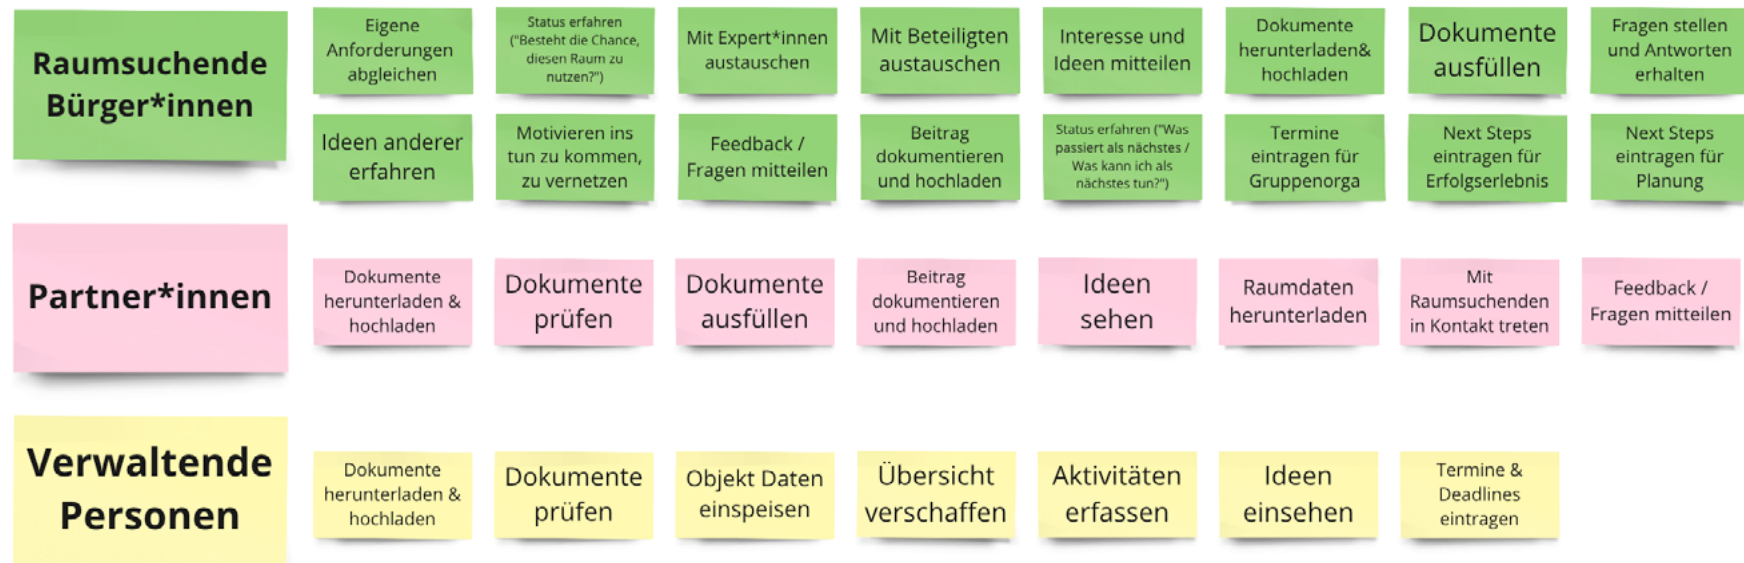 Raumsuchende
Bürger*innen
Eigene
Anforderungen
abgleichen
Status erfahren
("Besteht die Chance,
diesen Raum zu
nutzen?")
Mit Expert*innen
austauschen
Mit Beteiligten
austauschen
Interesse und
Ideen mitteilen
Dokumente
herunterladen&
hochladen
Dokumente
ausfüllen
Fragen stellen
und Antworten
erhalten
Ideen anderer
erfahren
Motivieren ins
tun zu kommen,
zu vernetzen
Feedback /
Fragen mitteilen
Beitrag
dokumentieren
und hochladen
Status erfahren ("Was
passiert als nächstes /
Was kann ich als
nächstes tun?")
Termine
eintragen für
Gruppenorga
Next Steps
eintragen für
Erfolgserlebnis
Next Steps
eintragen für
Planung
Partner*innen
Dokumente
herunterladen &
hochladen
Dokumente
prüfen
Dokumente
ausfüllen
Beitrag
dokumentieren
und hochladen
Ideen
sehen
Raumdaten
herunterladen
Mit
Raumsuchenden
in Kontakt treten
Feedback /
Fragen mitteilen
Verwaltende
Personen
Dokumente
herunterladen &
hochladen
Dokumente
prüfen
Objekt Daten
einspeisen
Übersicht
verschaffen
Aktivitäten
erfassen
Ideen
einsehen
Termine &
Deadlines
eintragen